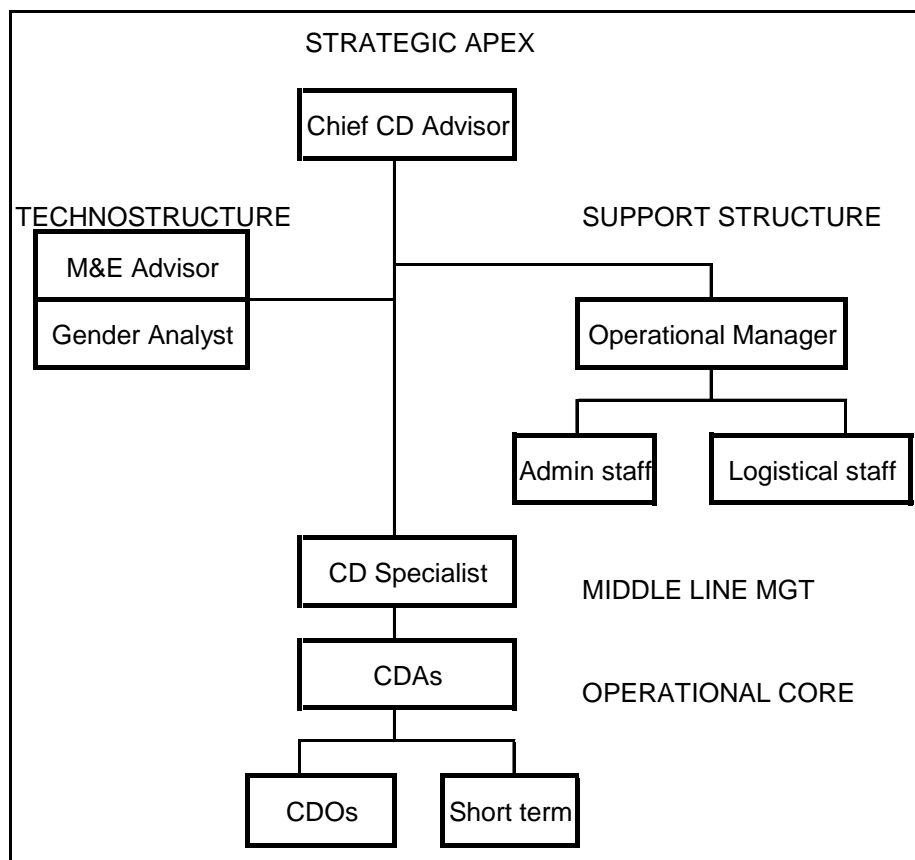 STRATEGIC APEX
Chief CD Advisor
TECHNOSTRUCTURE
SUPPORT STRUCTURE
M&E Advisor
Gender Analyst
Operational Manager
Admin staff
Logistical staff
CD Specialist
MIDDLE LINE MGT
CDAs
OPERATIONAL CORE
CDOs
Short term